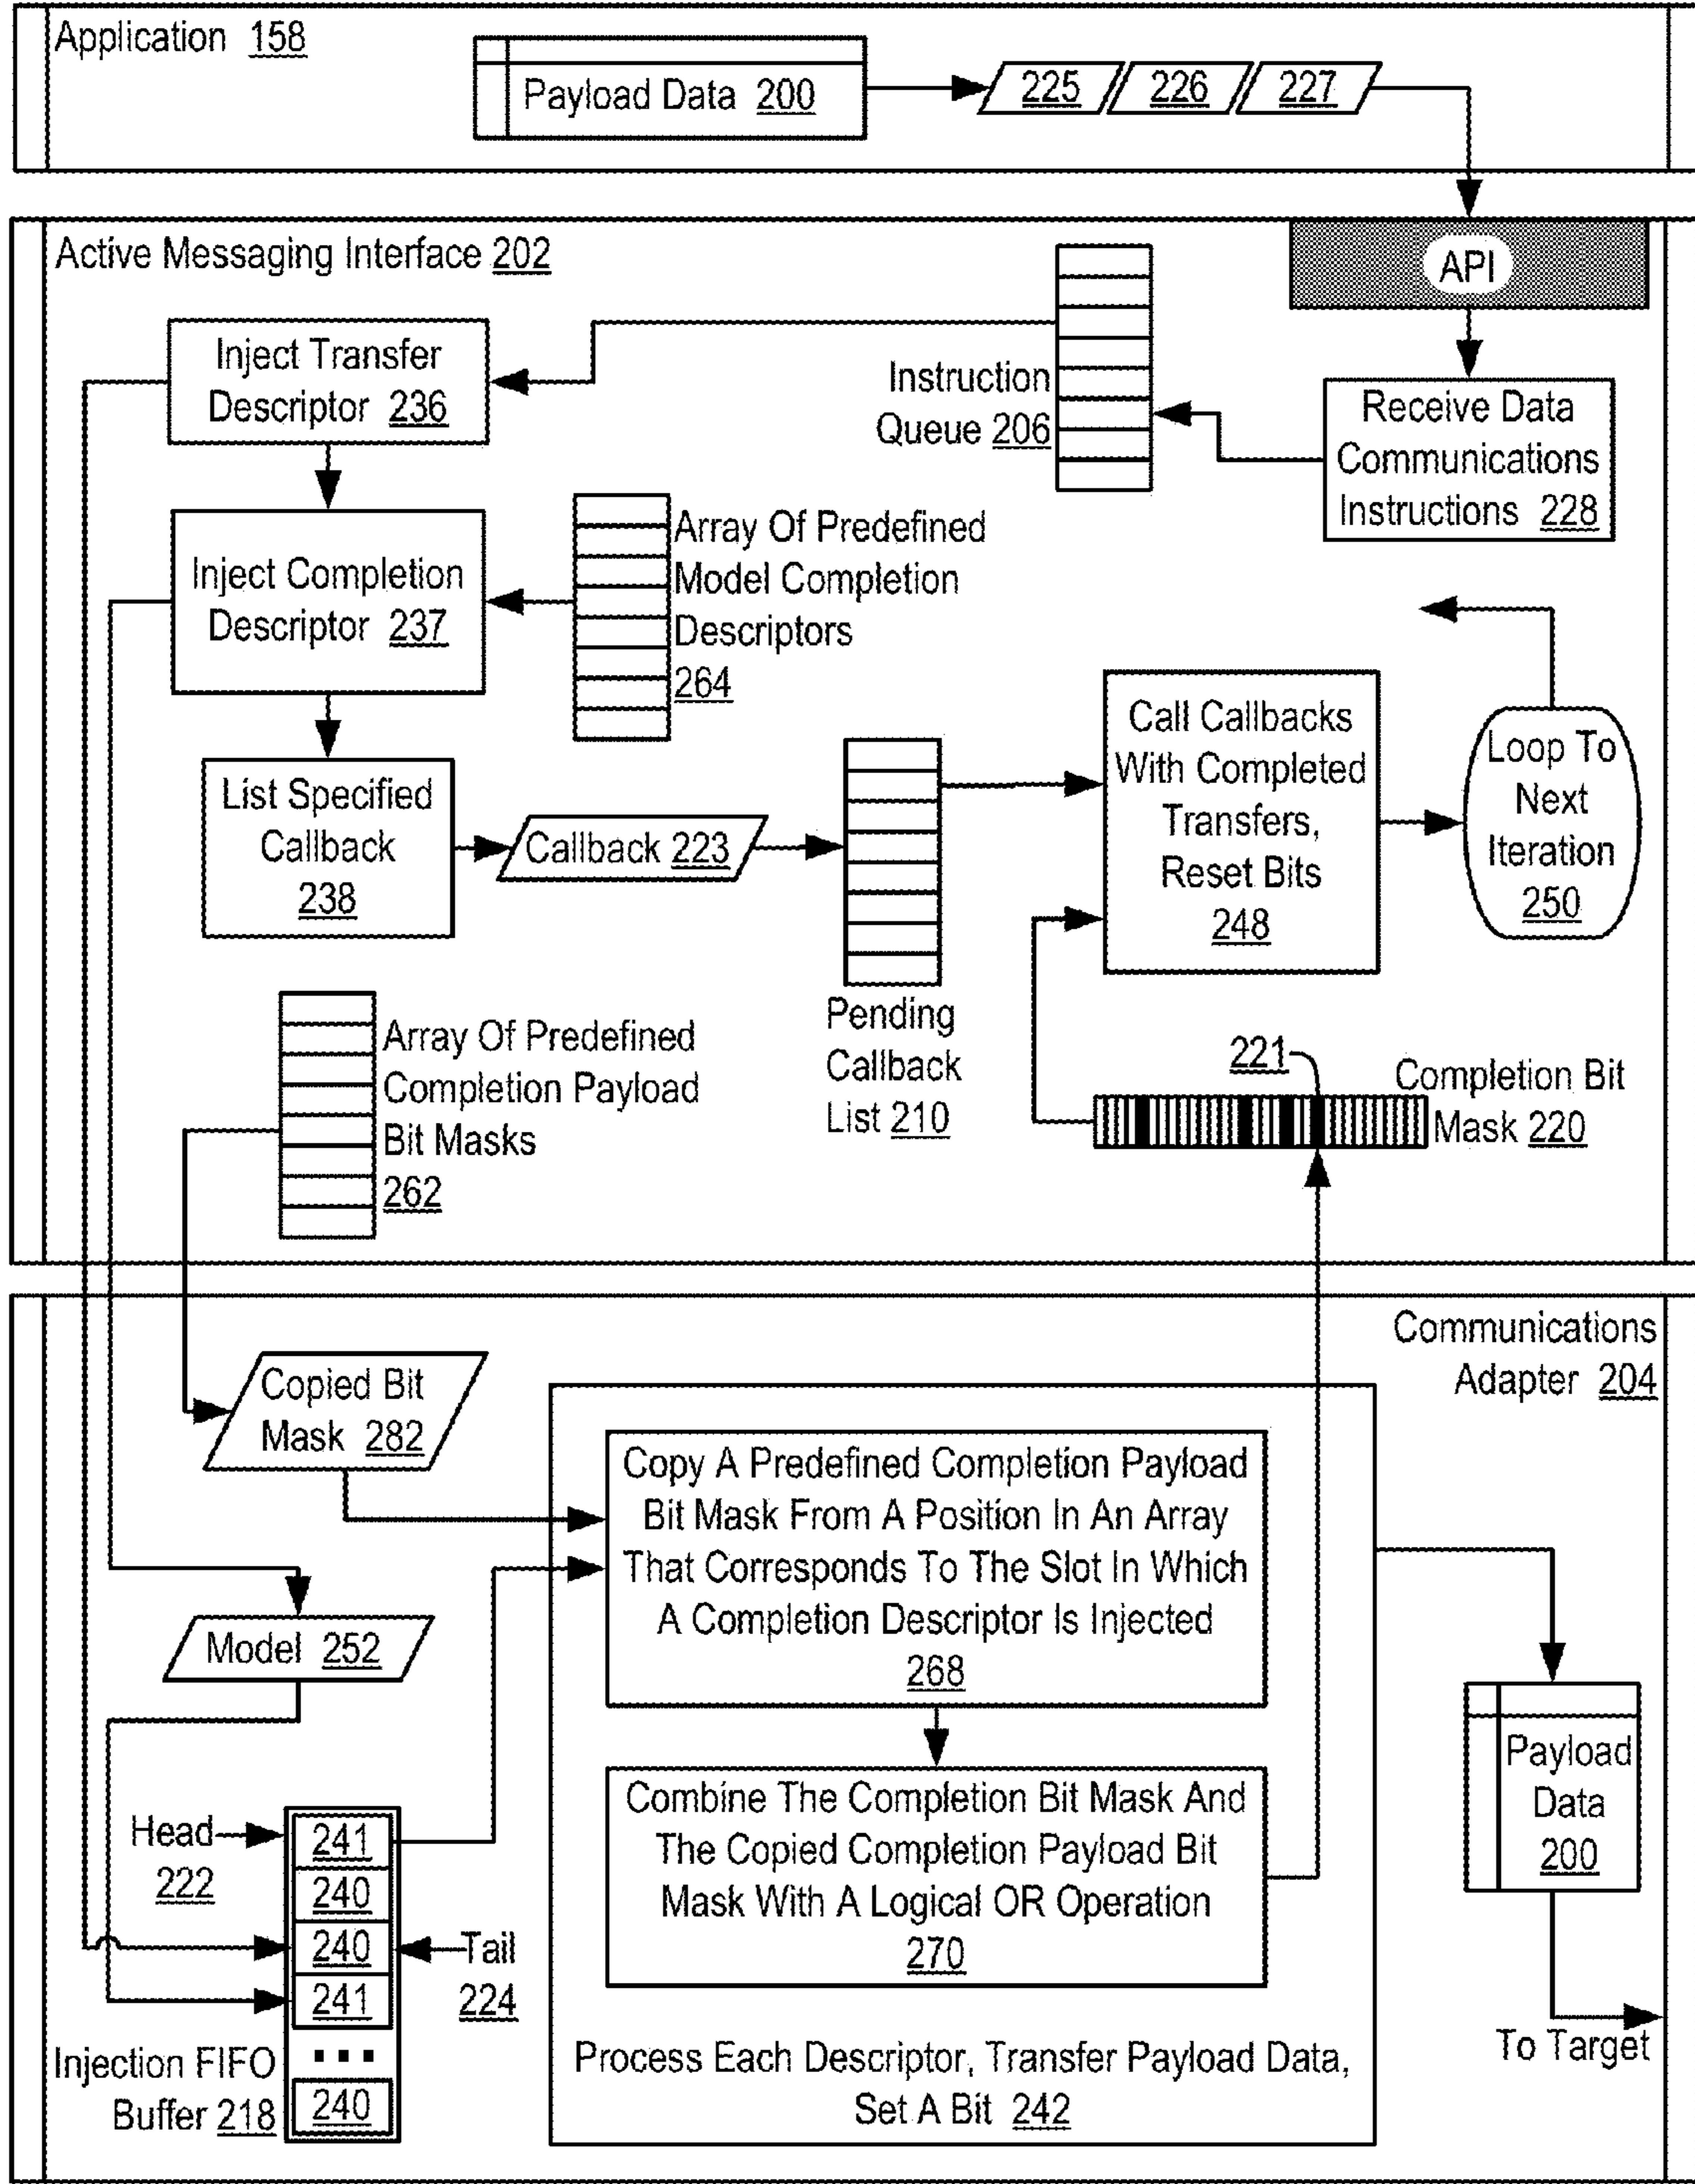 Application 158
Payload Data 200
225
226
227
Active Messaging Interface 202
API
Inject Transfer
Descriptor 236
Instruction
Queue 206
Receive Data
Communications
Instructions 228
Inject Completion
Descriptor 237
Array Of Predefined
Model Completion
Descriptors
264
List Specified
Callback
238
Callback 223
Call Callbacks
With Completed
Transfers,
Reset Bits
248
Loop To
Next
Iteration
250
Array Of Predefined
Completion Payload
Bit Masks
262
Pending
Callback
List 210
221
Completion Bit
Mask 220
Communications
Adapter 204
Copied Bit
Mask 282
Copy A Predefined Completion Payload
Bit Mask From A Position In An Array
That Corresponds To The Slot In Which
A Completion Descriptor Is Injected
268
Model 252
Combine The Completion Bit Mask And
The Copied Completion Payload Bit
Mask With A Logical OR Operation
270
Payload
Data
200
Head
222
241
240
240
241
...
240
Tail
224
Injection FIFO
Buffer 218
Process Each Descriptor, Transfer Payload Data,
Set A Bit 242
To Target